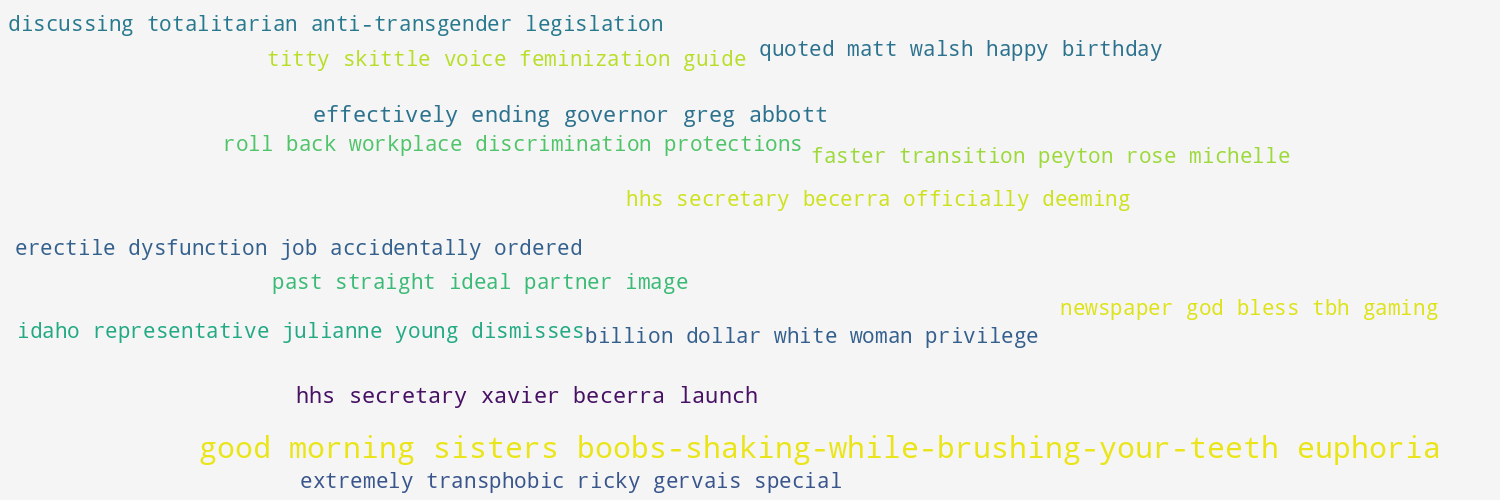 discussing totalitarian anti-transgender legislation
quoted matt walsh happy birthday
titty skittle voice feminization guide
effectively ending governor greg abbott
roll back workplace discrimination protections
faster transition peyton rose michelle
hhs secretary becerra officially deeming
erectile dysfunction job accidentally ordered
past straight ideal partner image
newspaper god bless tbh gaming
idaho representative julianne young dismisses
billion dollar white woman privilege
hhs secretary xavier becerra launch
good morning sisters boobs-shaking-while-brushing-your-teeth euphoria
extremely transphobic ricky gervais special